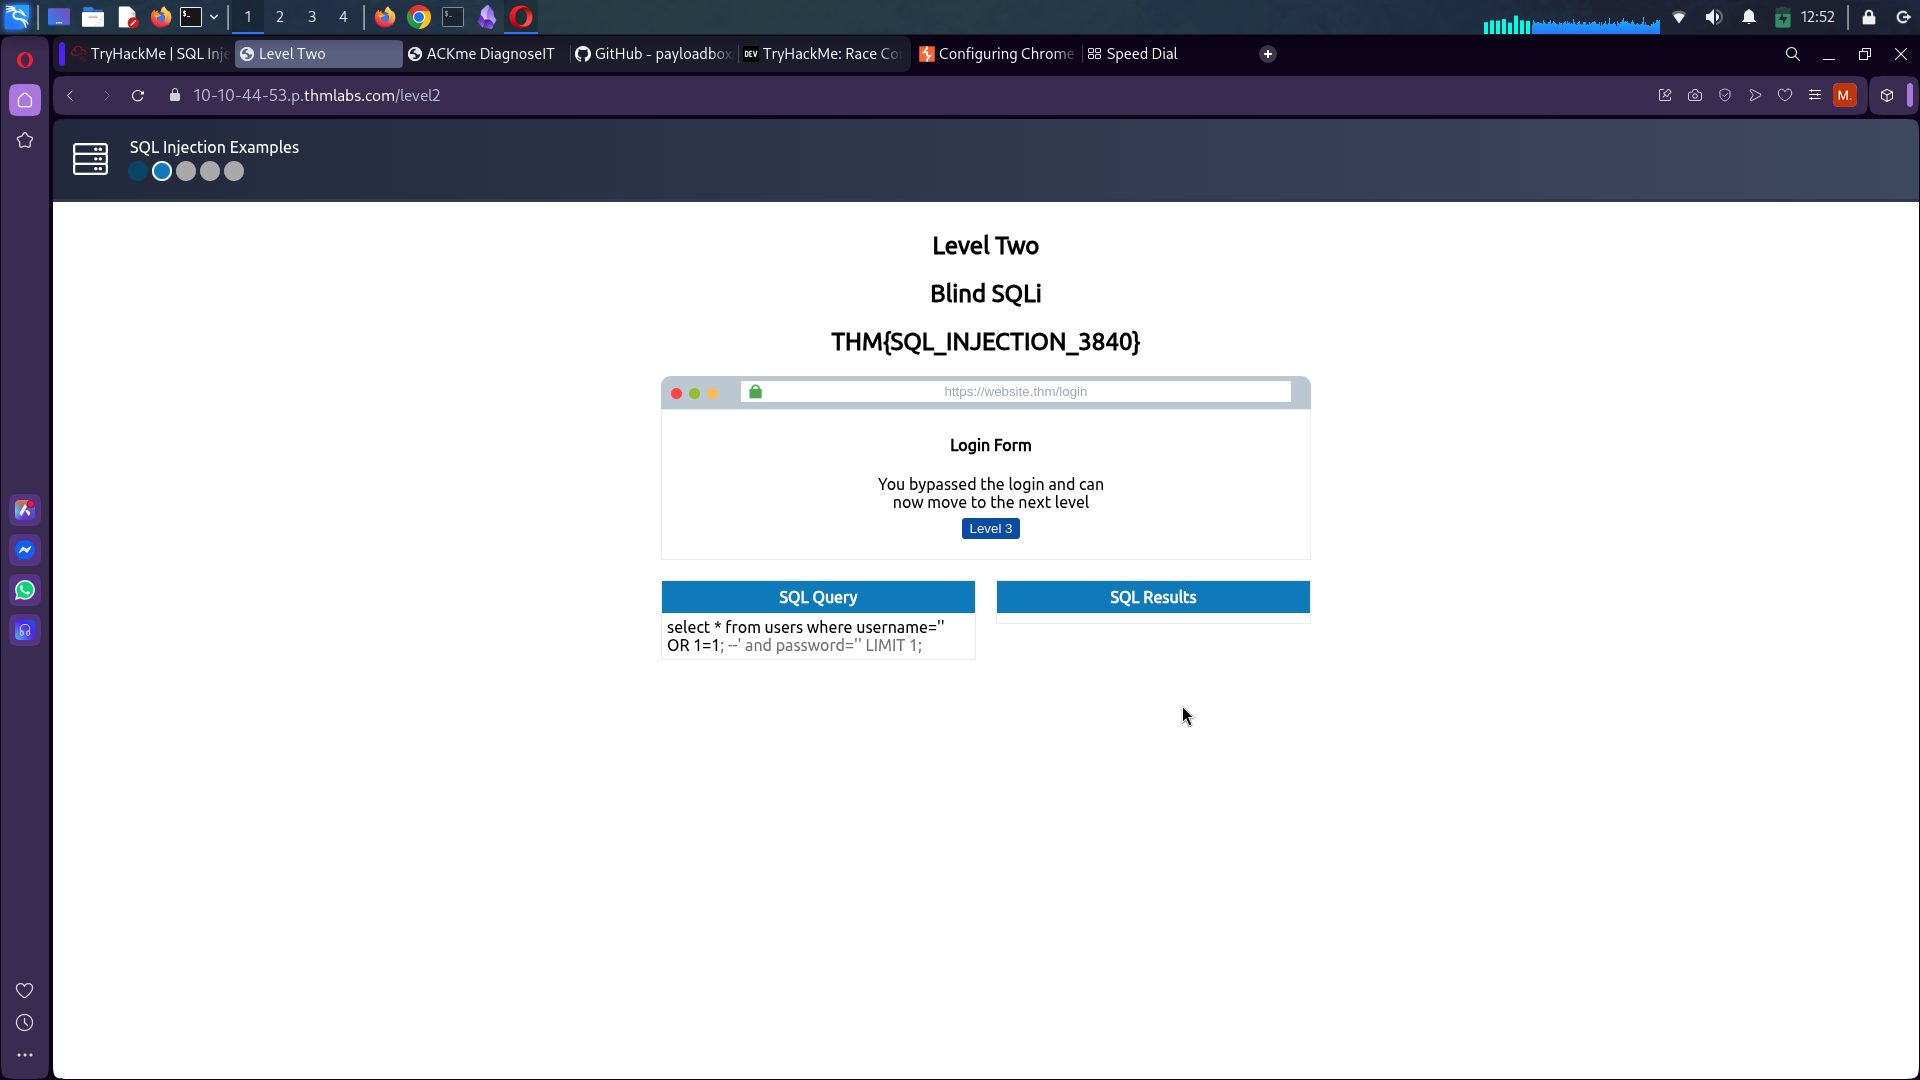 1 2 3 4
12:52
TryHackMe | SQL Inje
Level Two
ACKme DiagnoseIT
GitHub - payloadbox
DEV TryHackMe: Race Co
Configuring Chrome
Speed Dial
10-10-44-53.p.thmlabs.com/level2
M.
SQL Injection Examples
Level Two
Blind SQLi
THM{SQL_INJECTION_3840}
https://website.thm/login
Login Form
You bypassed the login and can
now move to the next level
Level 3
SQL Query
select * from users where username=''
OR 1=1; --' and password='' LIMIT 1;
SQL Results